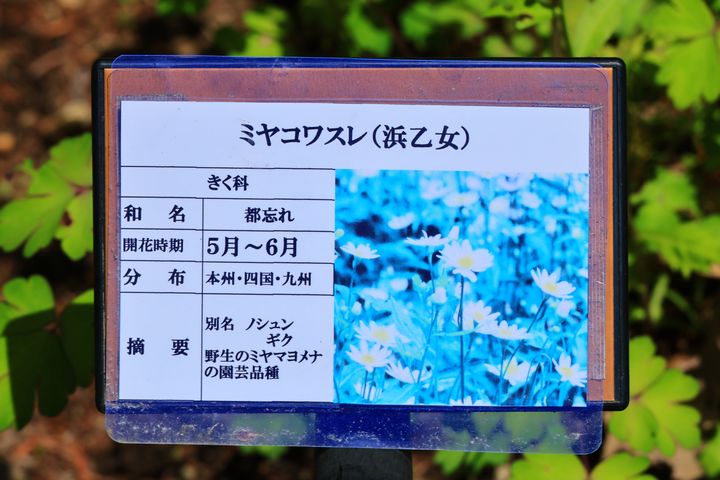 ミヤコワスレ（浜乙女）
きく科
和 名 都忘れ
開花時期 5月～6月
分 布 本州・四国・九州
摘 要
別名 ノシュン
ギク
野生のミヤマヨメナ
の園芸品種